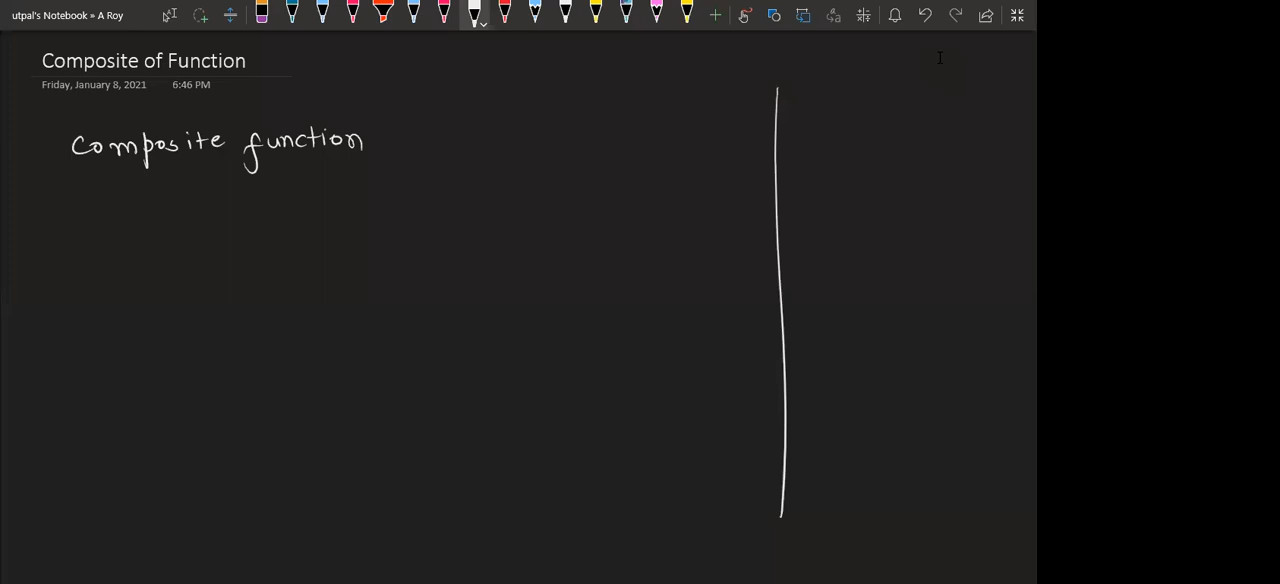 utpal's Notebook » A Roy
Composite of Function
Friday, January 8, 2021 6:46 PM
composite function